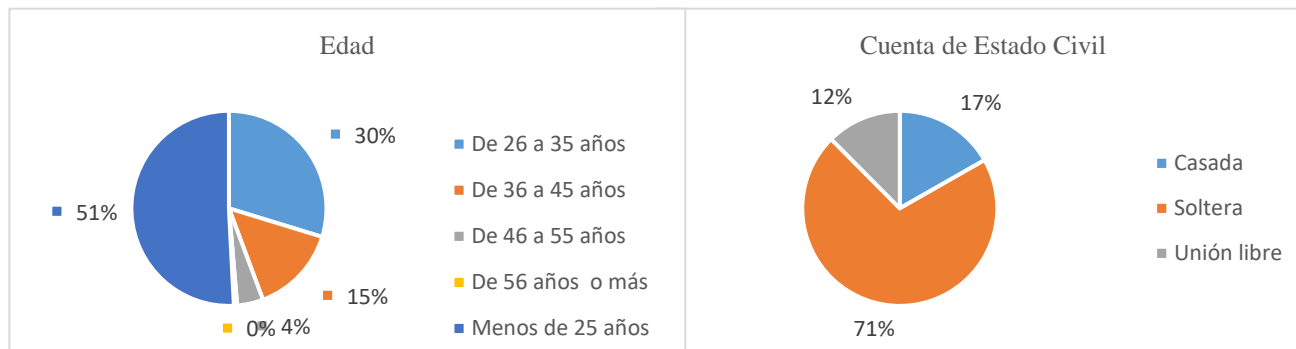 Edad
30%
De 26 a 35 años
De 36 a 45 años
51%
De 46 a 55 años
De 56 años o más
15%
0%
4%
Menos de 25 años
Cuenta de Estado Civil
12%
17%
Casada
Soltera
Unión libre
71%